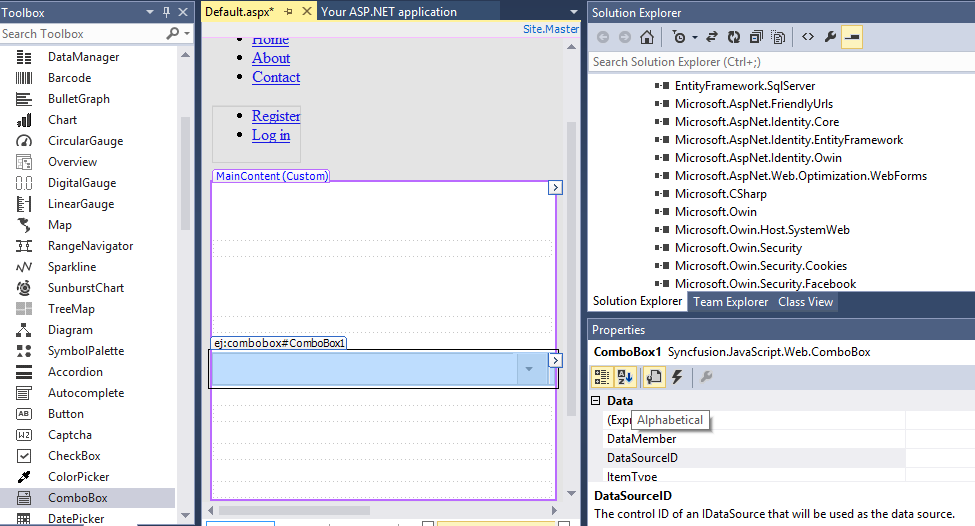 Toolbox
Search Toolbox
DataManager
Barcode
BulletGraph
Chart
CircularGauge
Overview
DigitalGauge
LinearGauge
Map
RangeNavigator
Sparkline
SunburstChart
TreeMap
Diagram
SymbolPalette
Accordion
Autocomplete
Button
Captcha
CheckBox
ColorPicker
ComboBox
DatePicker
Default.aspx*
Your ASP.NET application
Site.Master
Home
About
Contact
Register
Log in
MainContent (Custom)
ej:combobox#ComboBox1
Solution Explorer
Search Solution Explorer (Ctrl+;)
EntityFramework.SqlServer
Microsoft.AspNet.FriendlyUrls
Microsoft.AspNet.Identity.Core
Microsoft.AspNet.Identity.EntityFramework
Microsoft.AspNet.Identity.Owin
Microsoft.AspNet.Web.Optimization.WebForms
Microsoft.CSharp
Microsoft.Owin
Microsoft.Owin.Host.SystemWeb
Microsoft.Owin.Security
Microsoft.Owin.Security.Cookies
Microsoft.Owin.Security.Facebook
Solution Explorer Team Explorer Class View
Properties
ComboBox1 Syncfusion.JavaScript.Web.ComboBox
Data
(Expr
Alphabetical
DataMember
DataSourceID
ItemType
DataSourceID
The control ID of an IDataSource that will be used as the data source.